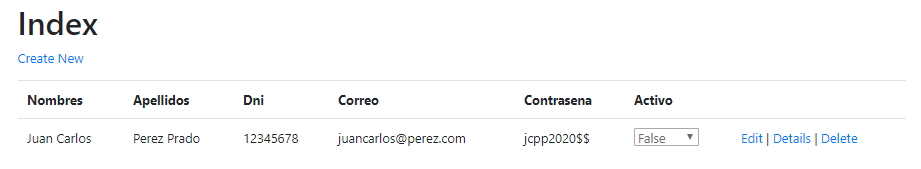 Index
Create New
Nombres Apellidos Dni Correo Contrasena Activo
Juan Carlos Perez Prado 12345678 juancarlos@perez.com jcpp2020$$ False Edit | Details | Delete